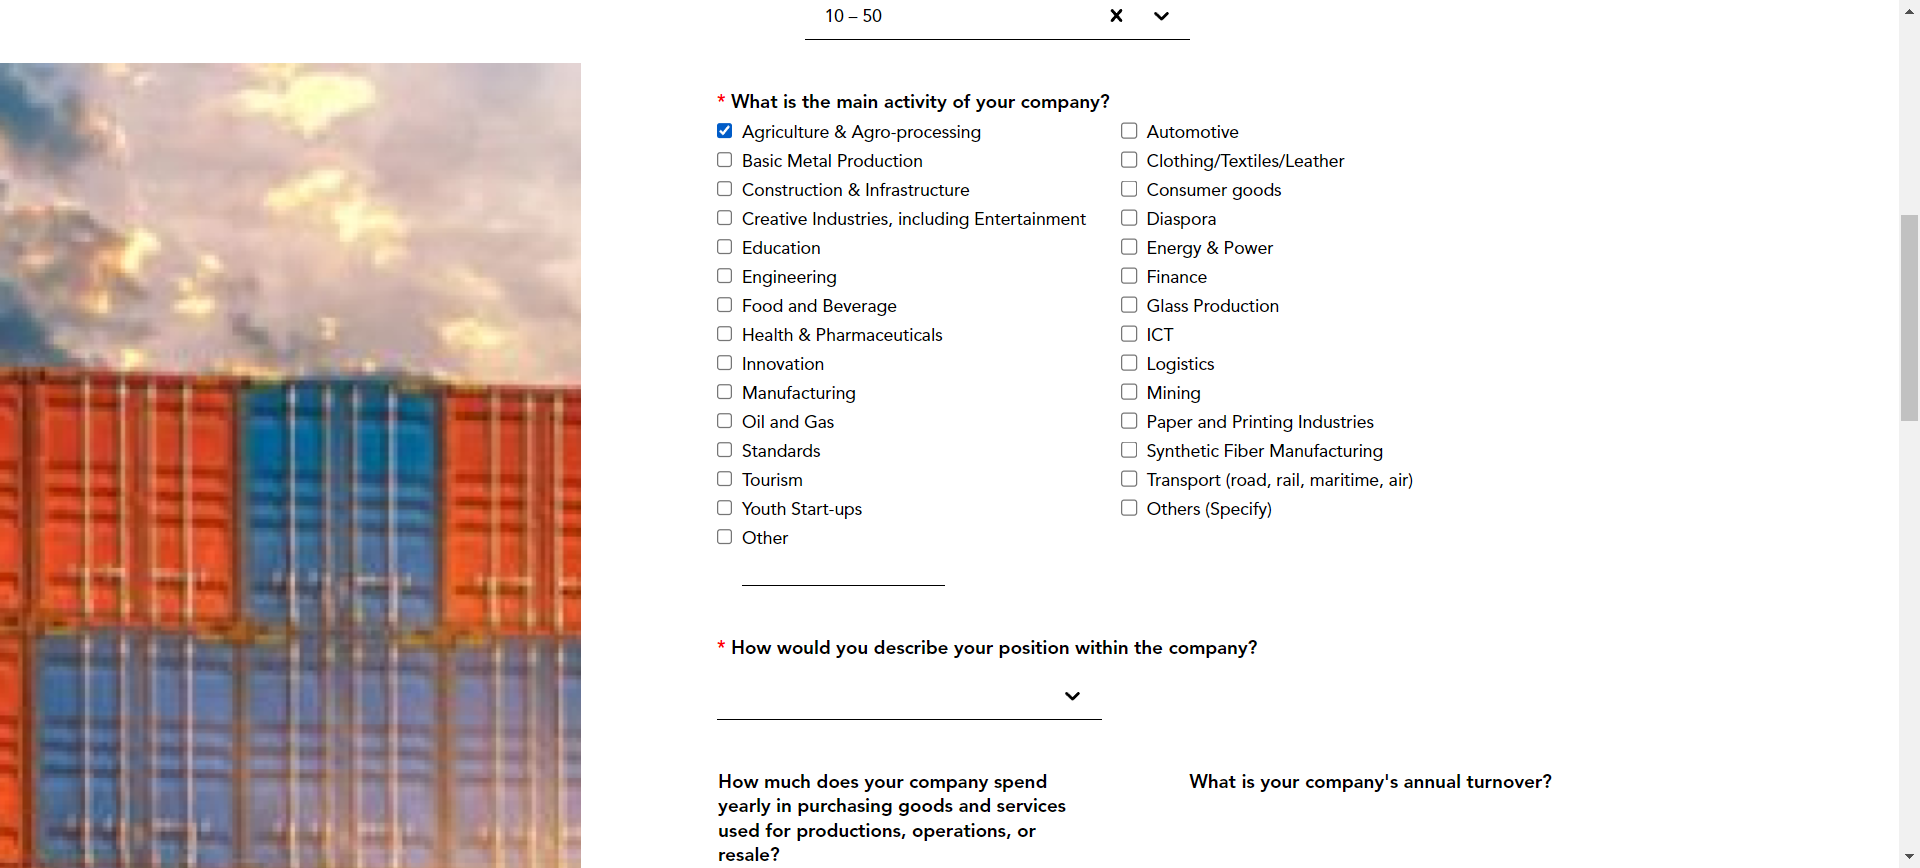 10 – 50
* What is the main activity of your company?
Agriculture & Agro-processing
Automotive
Basic Metal Production
Clothing/Textiles/Leather
Construction & Infrastructure
Consumer goods
Creative Industries, including Entertainment
Diaspora
Education
Energy & Power
Engineering
Finance
Food and Beverage
Glass Production
Health & Pharmaceuticals
ICT
Innovation
Logistics
Manufacturing
Mining
Oil and Gas
Paper and Printing Industries
Standards
Synthetic Fiber Manufacturing
Tourism
Transport (road, rail, maritime, air)
Youth Start-ups
Others (Specify)
Other
* How would you describe your position within the company?
How much does your company spend
yearly in purchasing goods and services
used for productions, operations, or
resale?
What is your company's annual turnover?